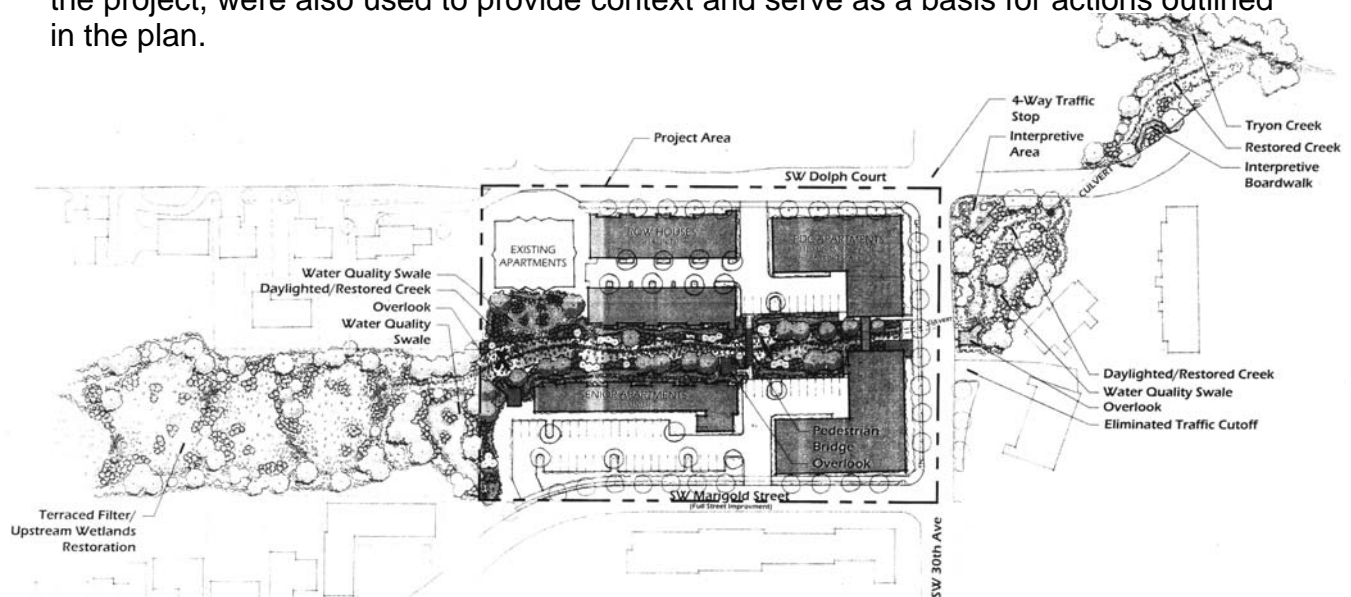 the project, were also used to provide context and serve as a basis for actions outlined
in the plan.
4-Way Traffic
Stop
Interpretive
Area
Tryon Creek
Restored Creek
Interpretive
Boardwalk
Project Area
SW Dolph Court
CULVERT
ROW HOUSES
APARTMENTS
EXISTING
APARTMENTS
Water Quality Swale
Daylighted/Restored Creek
Overlook
Water Quality
Swale
SENIOR APARTMENTS
Pedestrian
Bridge
Overlook
Daylighted/Restored Creek
Water Quality Swale
Overlook
Eliminated Traffic Cutoff
SW Marigold Street
(Full Street Improvment)
SW 30th Ave
Terraced Filter/
Upstream Wetlands
Restoration